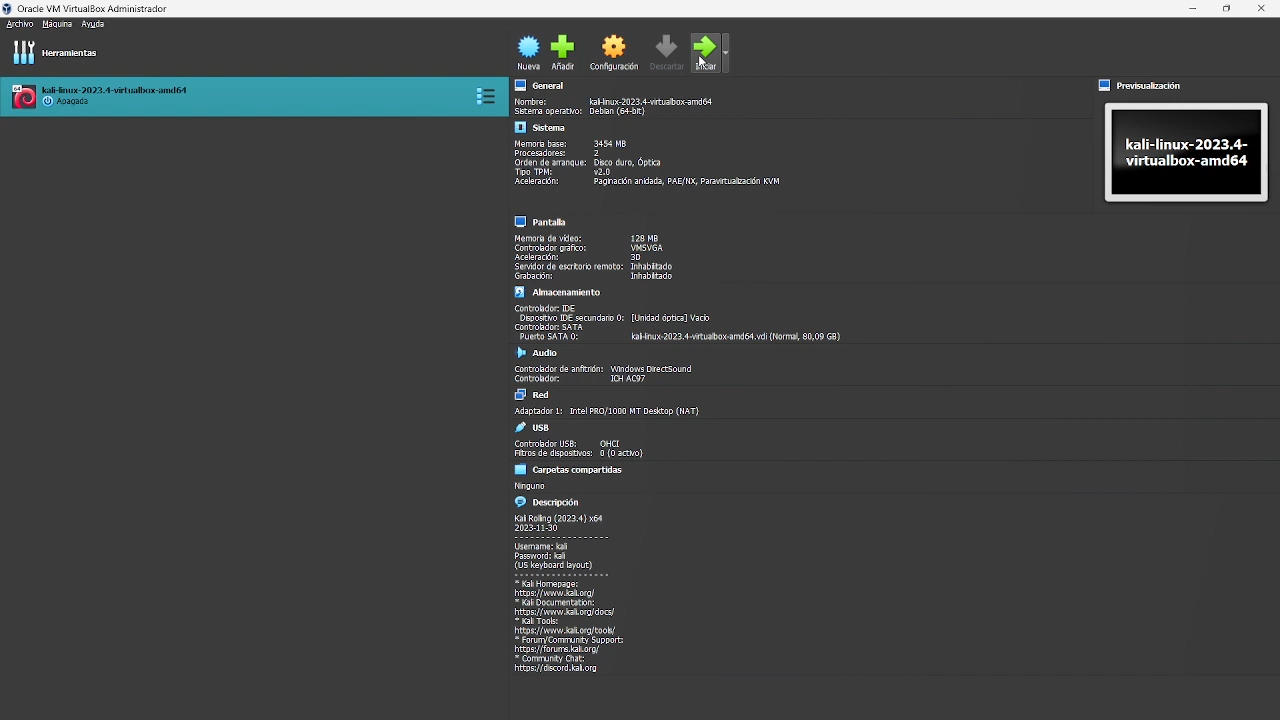 Oracle VM VirtualBox Administrador
Archivo Máquina Ayuda
Herramientas
Nueva Añadir Configuración Descartar Iniciar
64 kali-linux-2023.4-virtualbox-amd64
Apagada
General
Nombre: kali-linux-2023.4-virtualbox-amd64
Sistema operativo: Debian (64-bit)
Sistema
Memoria base: 3454 MB
Procesadores: 2
Orden de arranque: Disco duro, Óptica
Tipo TPM: v2.0
Aceleración: Paginación anidada, PAE/NX, Paravirtualización KVM
Previsualización
kali-linux-2023.4-
virtualbox-amd64
Pantalla
Memoria de vídeo: 128 MB
Controlador gráfico: VMSVGA
Aceleración: 3D
Servidor de escritorio remoto: Inhabilitado
Grabación: Inhabilitado
Almacenamiento
Controlador: IDE
Dispositivo IDE secundario 0: [Unidad óptica] Vacío
Controlador: SATA
Puerto SATA 0: kali-linux-2023.4-virtualbox-amd64.vdi (Normal, 80,09 GB)
Audio
Controlador de anfitrión: Windows DirectSound
Controlador: ICH AC97
Red
Adaptador 1: Intel PRO/1000 MT Desktop (NAT)
USB
Controlador USB: OHCI
Filtros de dispositivos: 0 (0 activo)
Carpetas compartidas
Ninguno
Descripción
Kali Rolling (2023.4) x64
2023-11-30
- - - - - - - - - - - - - - - - - -
Username: kali
Password: kali
(US keyboard layout)
- - - - - - - - - - - - - - - - - -
* Kali Homepage:
https://www.kali.org/
* Kali Documentation:
https://www.kali.org/docs/
* Kali Tools:
https://www.kali.org/tools/
* Forum/Community Support:
https://forums.kali.org/
* Community Chat:
https://discord.kali.org